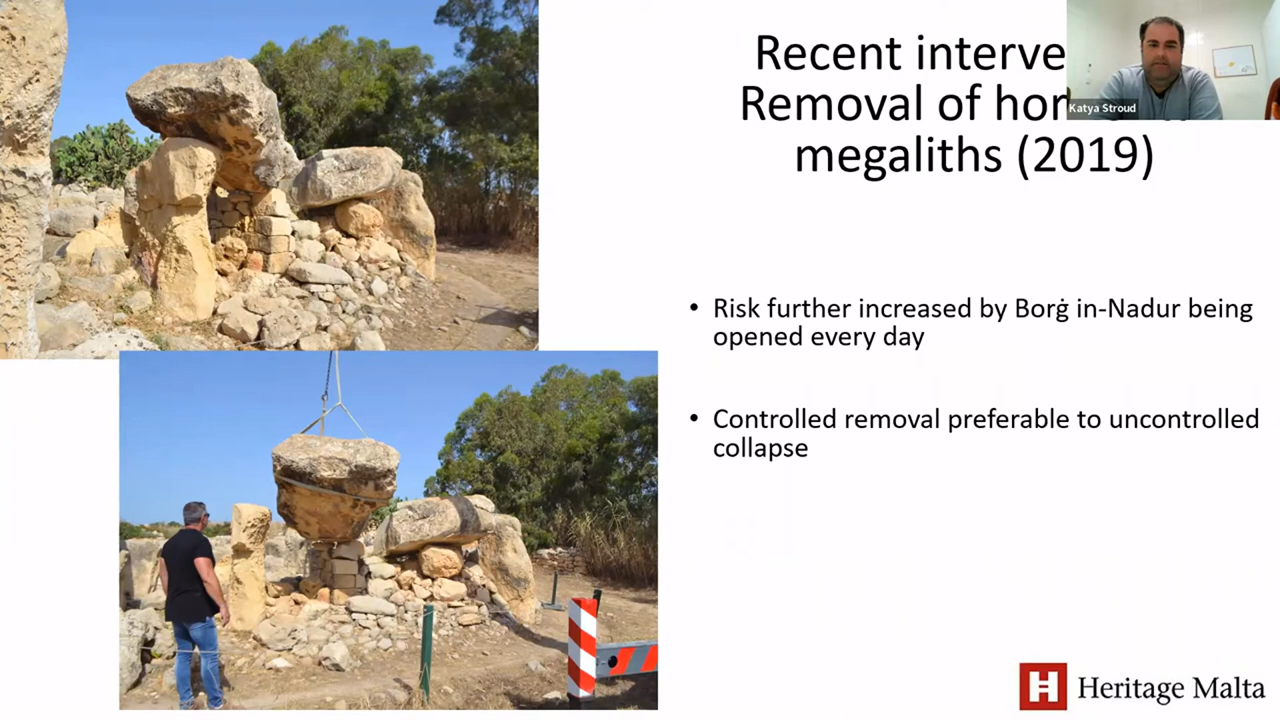 Recent interve
Removal of hor
megaliths (2019)
Katya Stroud
• Risk further increased by Borġ in-Nadur being
opened every day
• Controlled removal preferable to uncontrolled
collapse
H Heritage Malta